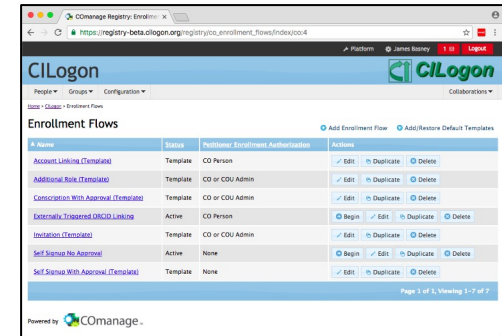 COmanage Registry: Enrollme ×
https://registry-beta.cilogon.org/registry/co_enrollment_flows/index/co:4
Platform James Basney 1 Logout
CILogon CILogon
People ▾ Groups ▾ Configuration ▾ Collaborations ▾
Home > CILogon > Enrollment Flows
Enrollment Flows Add Enrollment Flow Add/Restore Default Templates
Name Status Petitioner Enrollment Authorization Actions
Account Linking (Template) Template CO Person Edit Duplicate Delete
Additional Role (Template) Template CO or COU Admin Edit Duplicate Delete
Conscription With Approval (Template) Template CO or COU Admin Edit Duplicate Delete
Externally Triggered ORCID Linking Active CO Person Begin Edit Duplicate Delete
Invitation (Template) Template CO or COU Admin Edit Duplicate Delete
Self Signup No Approval Active None Begin Edit Duplicate Delete
Self Signup With Approval (Template) Template None Edit Duplicate Delete
Page 1 of 1, Viewing 1-7 of 7
Powered by COmanage